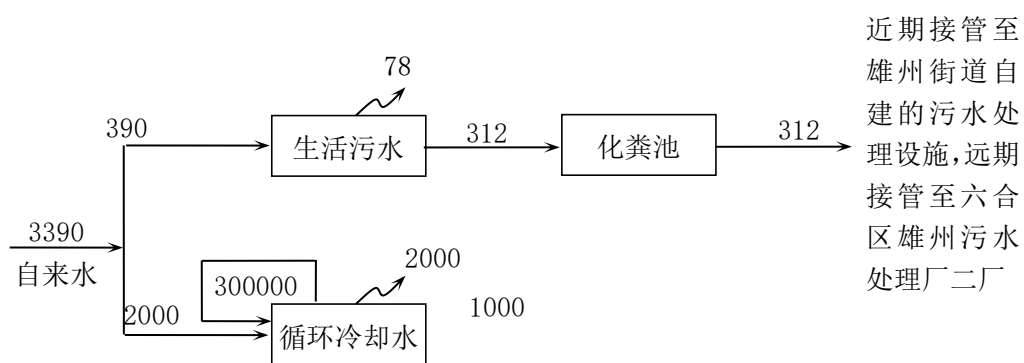 近期接管至
雄州街道自
建的污水处
理设施,远期
接管至六合
区雄州污水
处理厂二厂
78
390
生活污水
312
化粪池
312
3390
自来水
300000
2000
1000
2000
循环冷却水